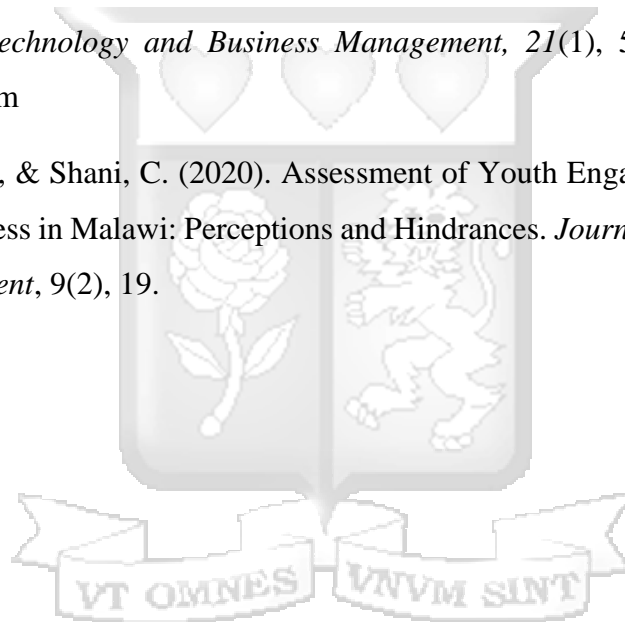 echnology and Business Management, 21(1), 5
m
, & Shani, C. (2020). Assessment of Youth Enga
ess in Malawi: Perceptions and Hindrances. Journ
ent, 9(2), 19.
VT OMNES VNVM SINT